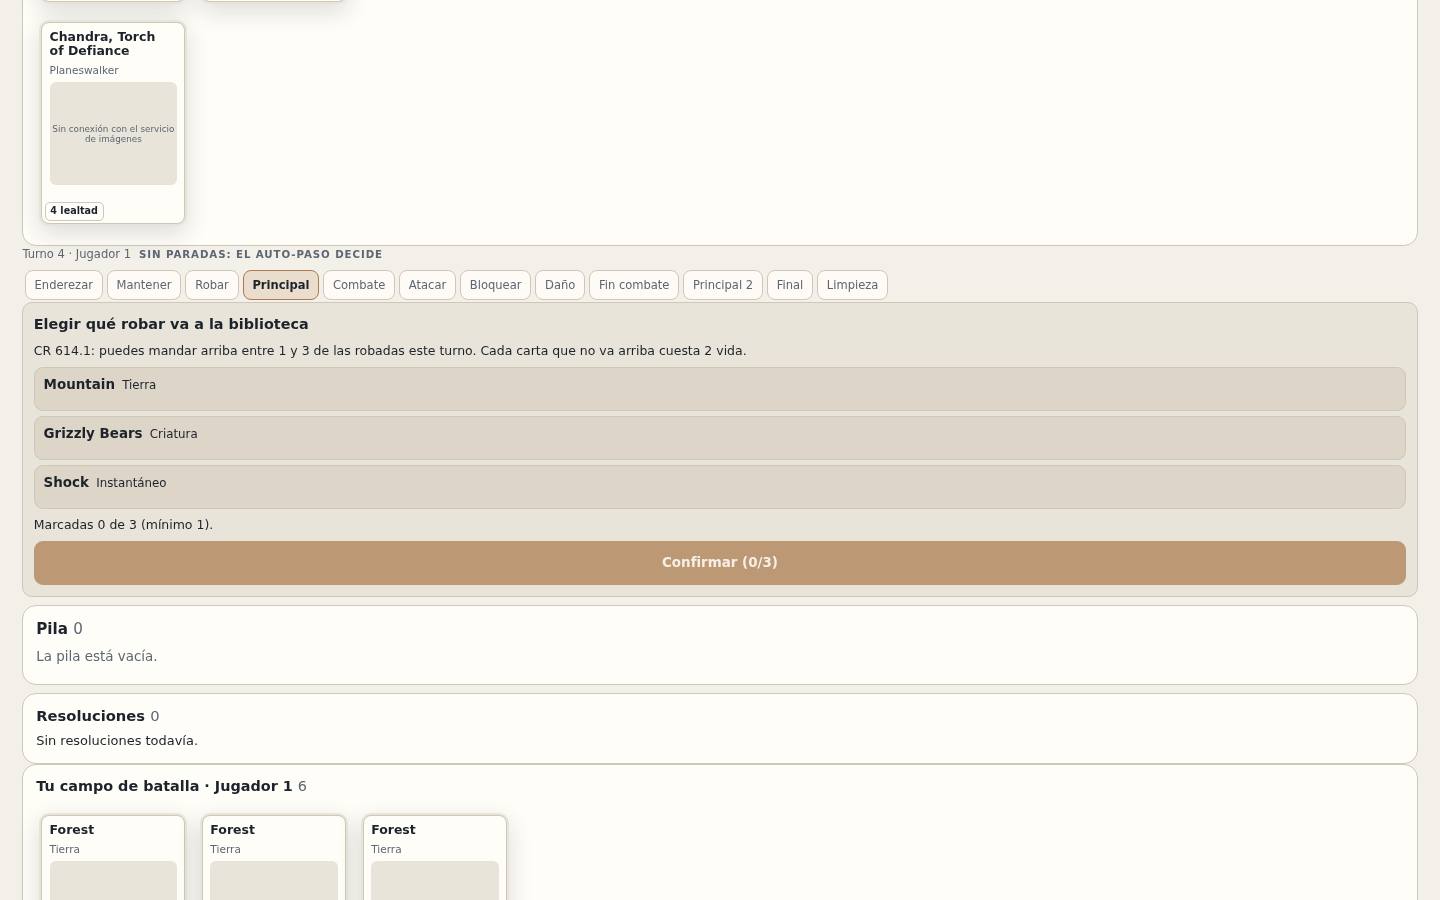 Chandra, Torch
of Defiance
Planeswalker
Sin conexión con el servicio
de imágenes
4 lealtad
Turno 4 · Jugador 1 SIN PARADAS: EL AUTO-PASO DECIDE
Enderezar Mantener Robar Principal Combate Atacar Bloquear Daño Fin combate Principal 2 Final Limpieza
Elegir qué robar va a la biblioteca
CR 614.1: puedes mandar arriba entre 1 y 3 de las robadas este turno. Cada carta que no va arriba cuesta 2 vida.
Mountain Tierra
Grizzly Bears Criatura
Shock Instantáneo
Marcadas 0 de 3 (mínimo 1).
Confirmar (0/3)
Pila 0
La pila está vacía.
Resoluciones 0
Sin resoluciones todavía.
Tu campo de batalla · Jugador 1 6
Forest Forest Forest
Tierra Tierra Tierra